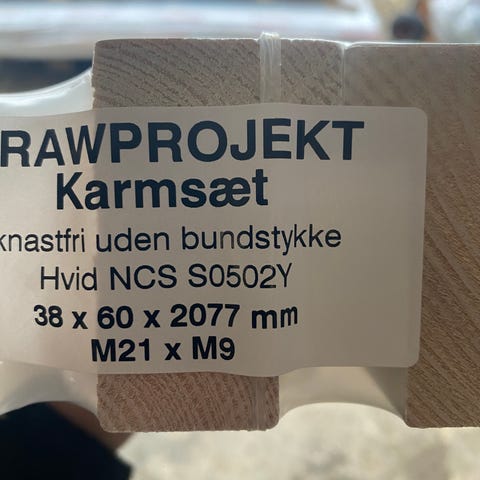 RAWPROJEKT
Karmsæt
knastfri uden bundstykke
Hvid NCS S0502Y
38 x 60 x 2077 mm
M21 x M9